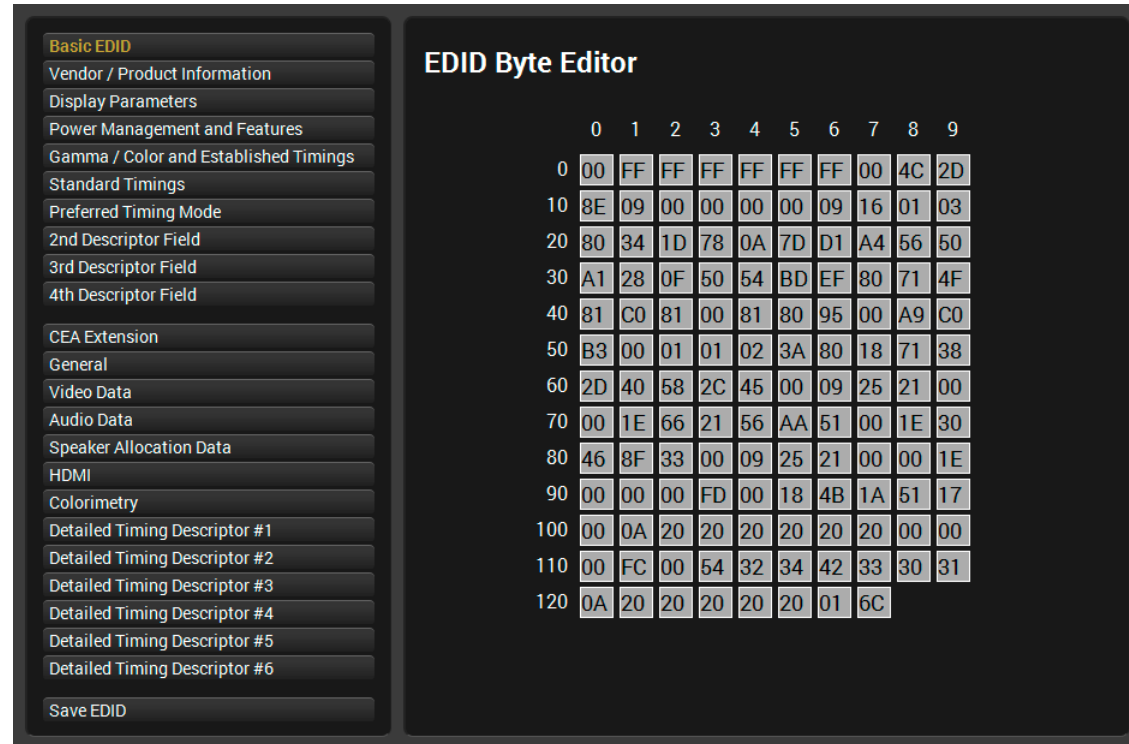 Basic EDID
Vendor / Product Information
Display Parameters
Power Management and Features
Gamma / Color and Established Timings
Standard Timings
Preferred Timing Mode
2nd Descriptor Field
3rd Descriptor Field
4th Descriptor Field
CEA Extension
General
Video Data
Audio Data
Speaker Allocation Data
HDMI
Colorimetry
Detailed Timing Descriptor #1
Detailed Timing Descriptor #2
Detailed Timing Descriptor #3
Detailed Timing Descriptor #4
Detailed Timing Descriptor #5
Detailed Timing Descriptor #6
Save EDID
EDID Byte Editor
0 1 2 3 4 5 6 7 8 9
0 00 FF FF FF FF FF FF 00 4C 2D
10 8E 09 00 00 00 00 09 16 01 03
20 80 34 1D 78 0A 7D D1 A4 56 50
30 A1 28 0F 50 54 BD EF 80 71 4F
40 81 C0 81 00 81 80 95 00 A9 C0
50 B3 00 01 01 02 3A 80 18 71 38
60 2D 40 58 2C 45 00 09 25 21 00
70 00 1E 66 21 56 AA 51 00 1E 30
80 46 8F 33 00 09 25 21 00 00 1E
90 00 00 00 FD 00 18 4B 1A 51 17
100 00 0A 20 20 20 20 20 20 00 00
110 00 FC 00 54 32 34 42 33 30 31
120 0A 20 20 20 20 20 01 6C